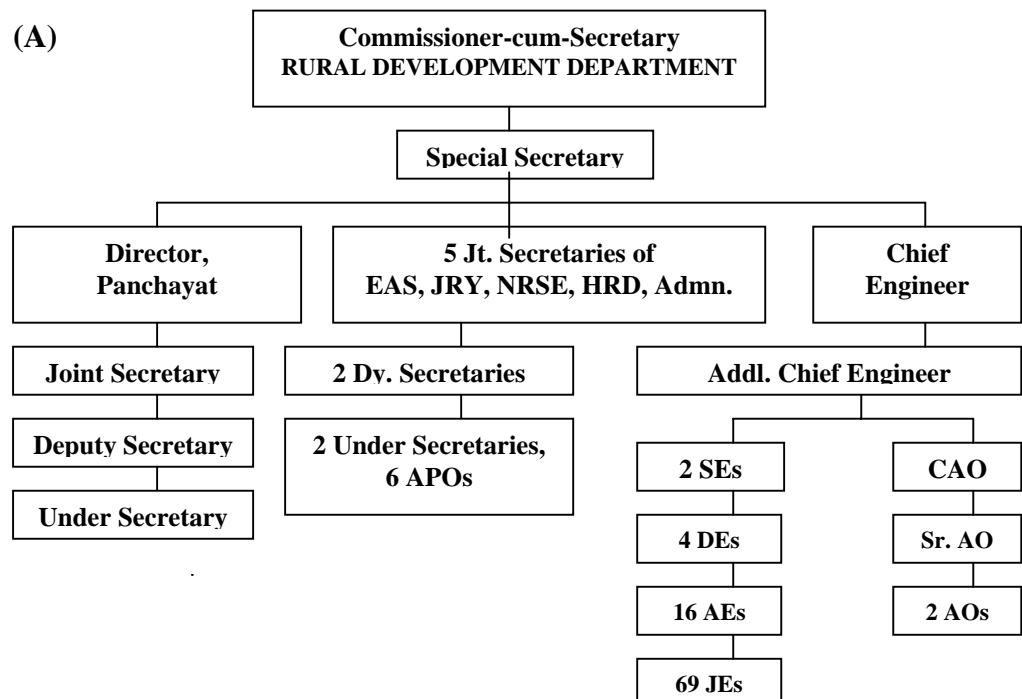 (A)
Commissioner-cum-Secretary
RURAL DEVELOPMENT DEPARTMENT
Special Secretary
Director,
Panchayat
5 Jt. Secretaries of
EAS, JRY, NRSE, HRD, Admn.
Chief
Engineer
Joint Secretary
2 Dy. Secretaries
Addl. Chief Engineer
Deputy Secretary
2 Under Secretaries,
6 APOs
2 SEs
CAO
Under Secretary
4 DEs
Sr. AO
16 AEs
2 AOs
69 JEs